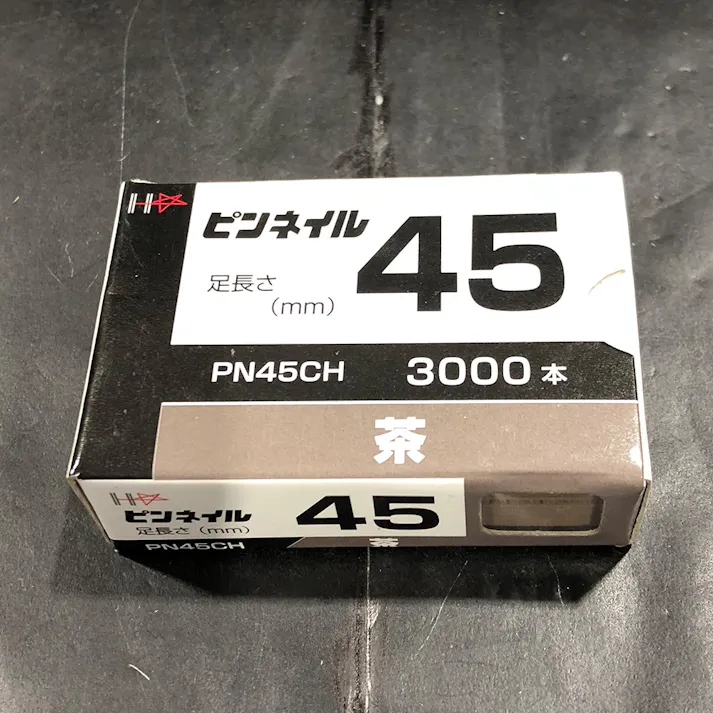 ピンネイル 45
足長さ
(mm)
PN45CH 3000本
茶
ピンネイル 45
足長さ(mm)
PN45CH 茶